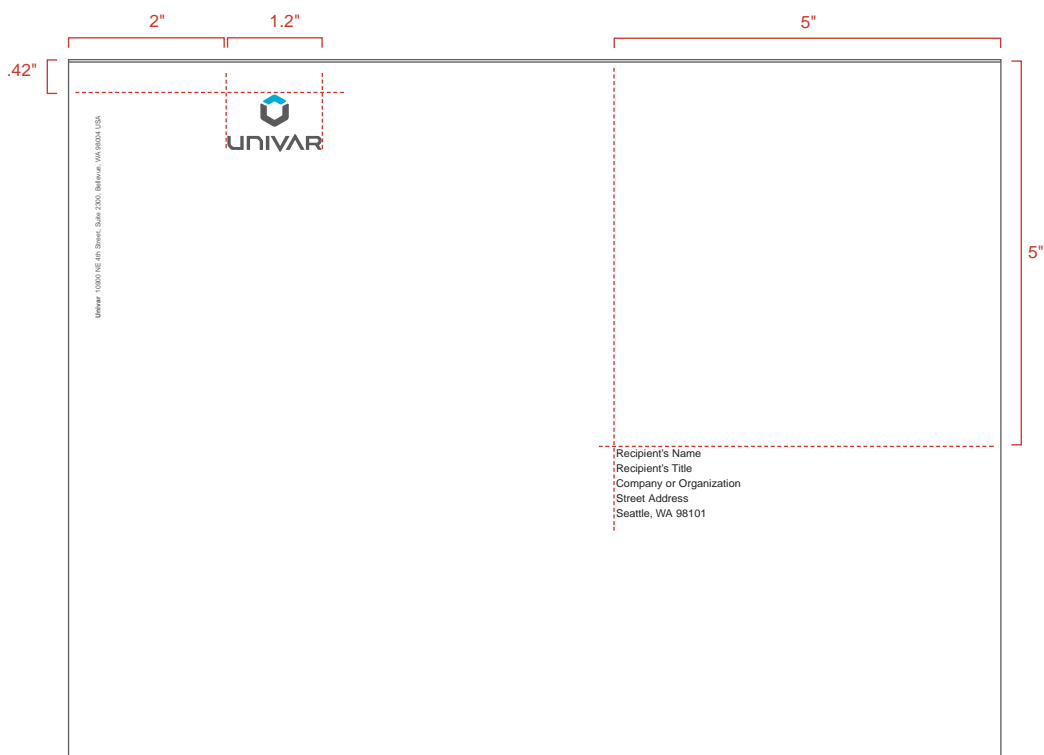 2"
1.2"
5"
.42"
UNIVAR
Univar 10900 NE 4th Street, Suite 2300, Bellevue, WA 98004 USA
5"
Recipient's Name
Recipient's Title
Company or Organization
Street Address
Seattle, WA 98101